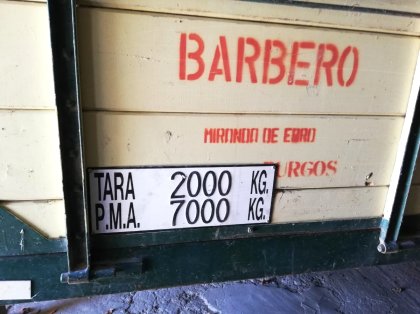 BARBERO
MIRANDA DE EBRO
BURGOS
TARA 2000 KG.
P.M.A. 7000 KG.